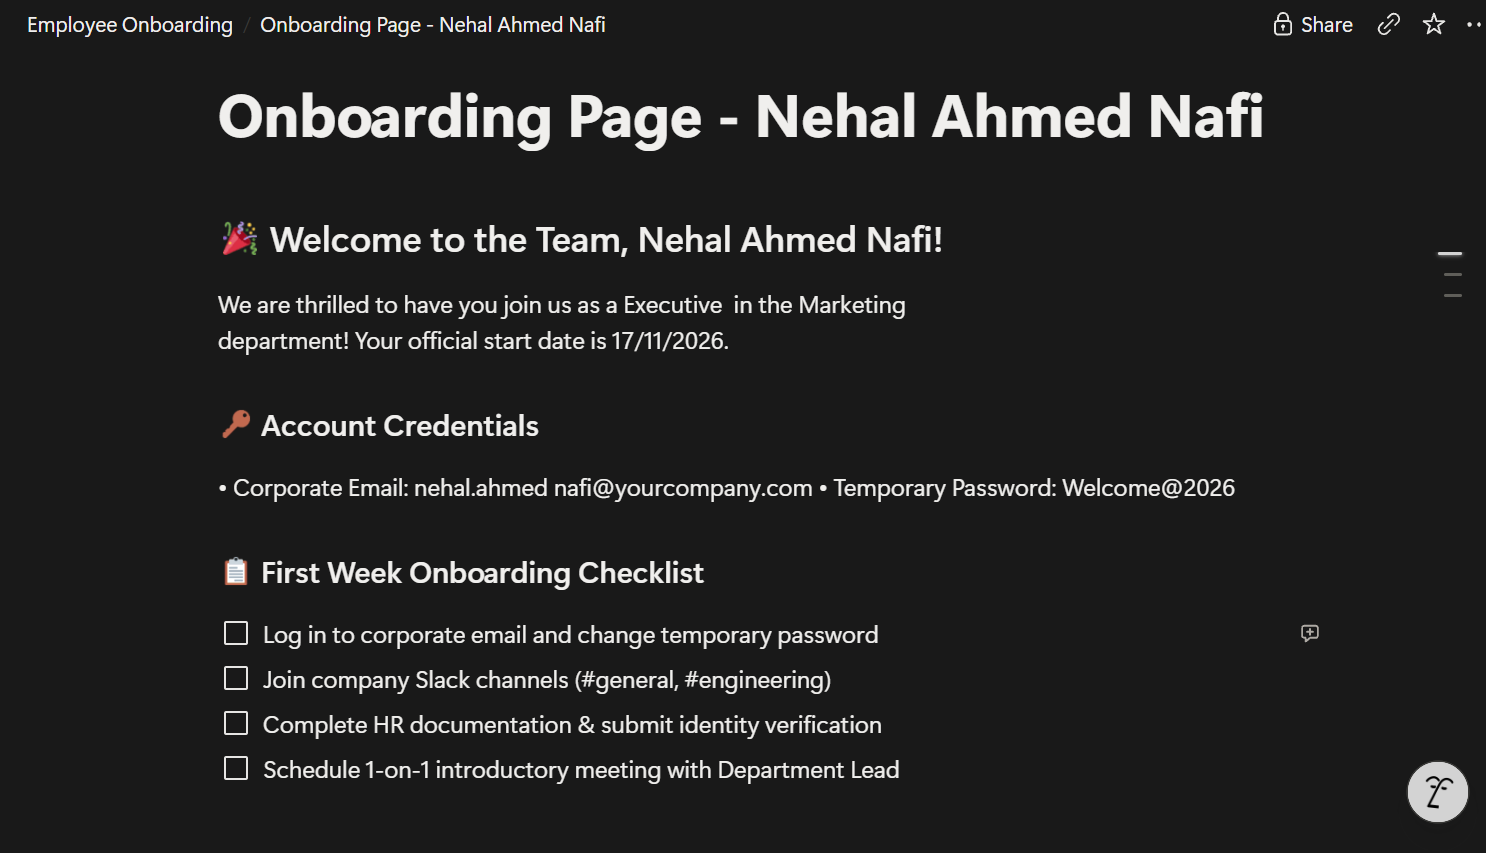 Employee Onboarding / Onboarding Page - Nehal Ahmed Nafi
Share
Onboarding Page - Nehal Ahmed Nafi
🎉 Welcome to the Team, Nehal Ahmed Nafi!
We are thrilled to have you join us as a Executive  in the Marketing
department! Your official start date is 17/11/2026.
🔑 Account Credentials
• Corporate Email: nehal.ahmed nafi@yourcompany.com • Temporary Password: Welcome@2026
📋 First Week Onboarding Checklist
Log in to corporate email and change temporary password
Join company Slack channels (#general, #engineering)
Complete HR documentation & submit identity verification
Schedule 1-on-1 introductory meeting with Department Lead